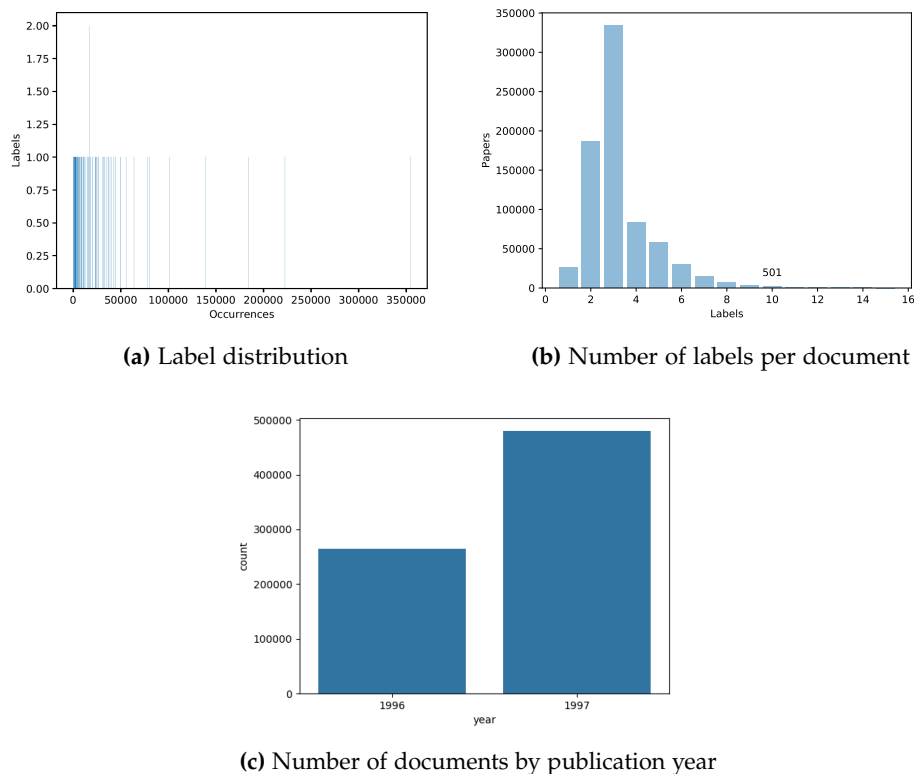 2.00
1.75
1.50
1.25
1.00
0.75
0.50
0.25
0.00
Labels
0 50000 100000 150000 200000 250000 300000 350000
Occurrences
(a) Label distribution
350000
300000
250000
200000
150000
100000
50000
0
Papers
501
0 2 4 6 8 10 12 14 16
Labels
(b) Number of labels per document
500000
400000
300000
200000
100000
0
count
1996 1997
year
(c) Number of documents by publication year